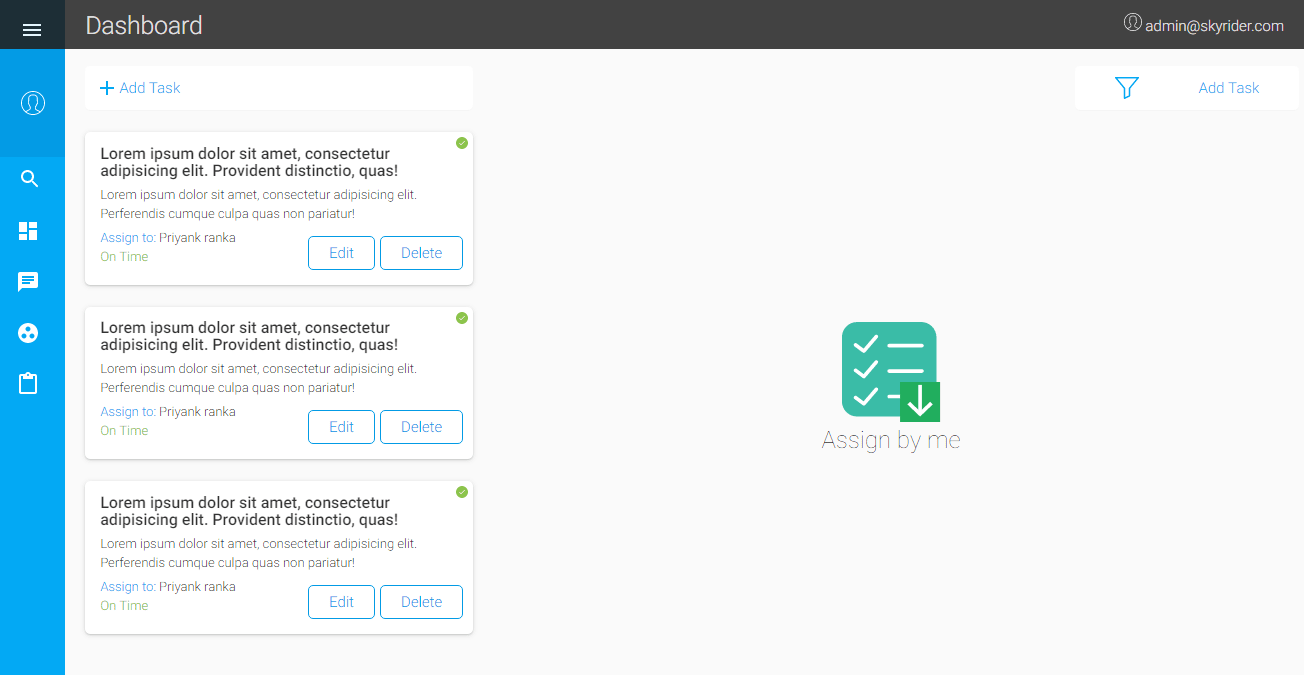 Dashboard
admin@skyrider.com
Add Task
Add Task
Lorem ipsum dolor sit amet, consectetur
adipisicing elit. Provident distinctio, quas!
Lorem ipsum dolor sit amet, consectetur adipisicing elit.
Perferendis cumque culpa quas non pariatur!
Assign to: Priyank ranka
On Time
Edit
Delete
Lorem ipsum dolor sit amet, consectetur
adipisicing elit. Provident distinctio, quas!
Lorem ipsum dolor sit amet, consectetur adipisicing elit.
Perferendis cumque culpa quas non pariatur!
Assign to: Priyank ranka
On Time
Edit
Delete
Lorem ipsum dolor sit amet, consectetur
adipisicing elit. Provident distinctio, quas!
Lorem ipsum dolor sit amet, consectetur adipisicing elit.
Perferendis cumque culpa quas non pariatur!
Assign to: Priyank ranka
On Time
Edit
Delete
Assign by me